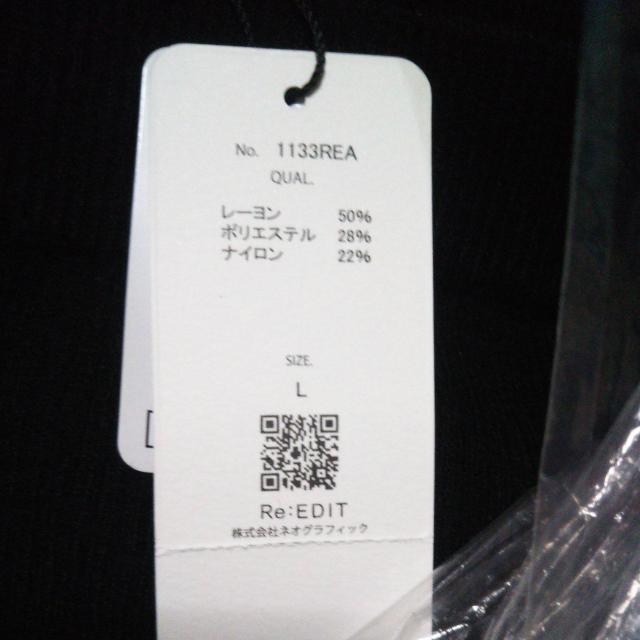 No. 1133REA
QUAL.
レーヨン 50%
ポリエステル 28%
ナイロン 22%
SIZE.
L
Re:EDIT
株式会社ネオグラフィック